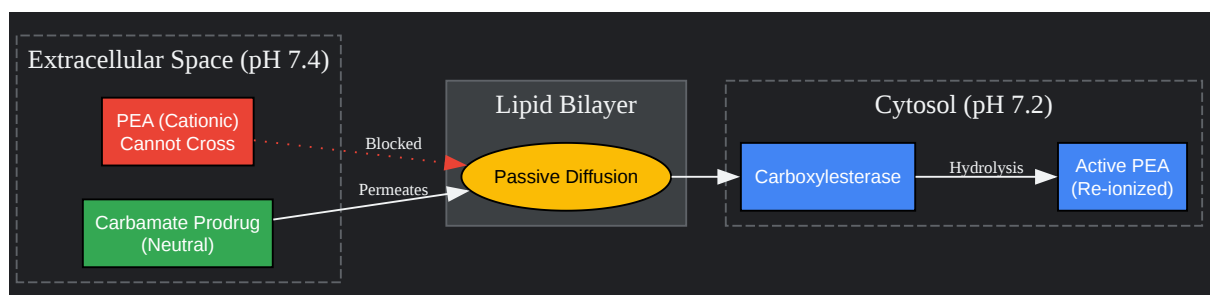 Extracellular Space (pH 7.4)
PEA (Cationic)
Cannot Cross
Carbamate Prodrug
(Neutral)
Blocked
Permeates
Lipid Bilayer
Passive Diffusion
Cytosol (pH 7.2)
Carboxylesterase
Hydrolysis
Active PEA
(Re-ionized)